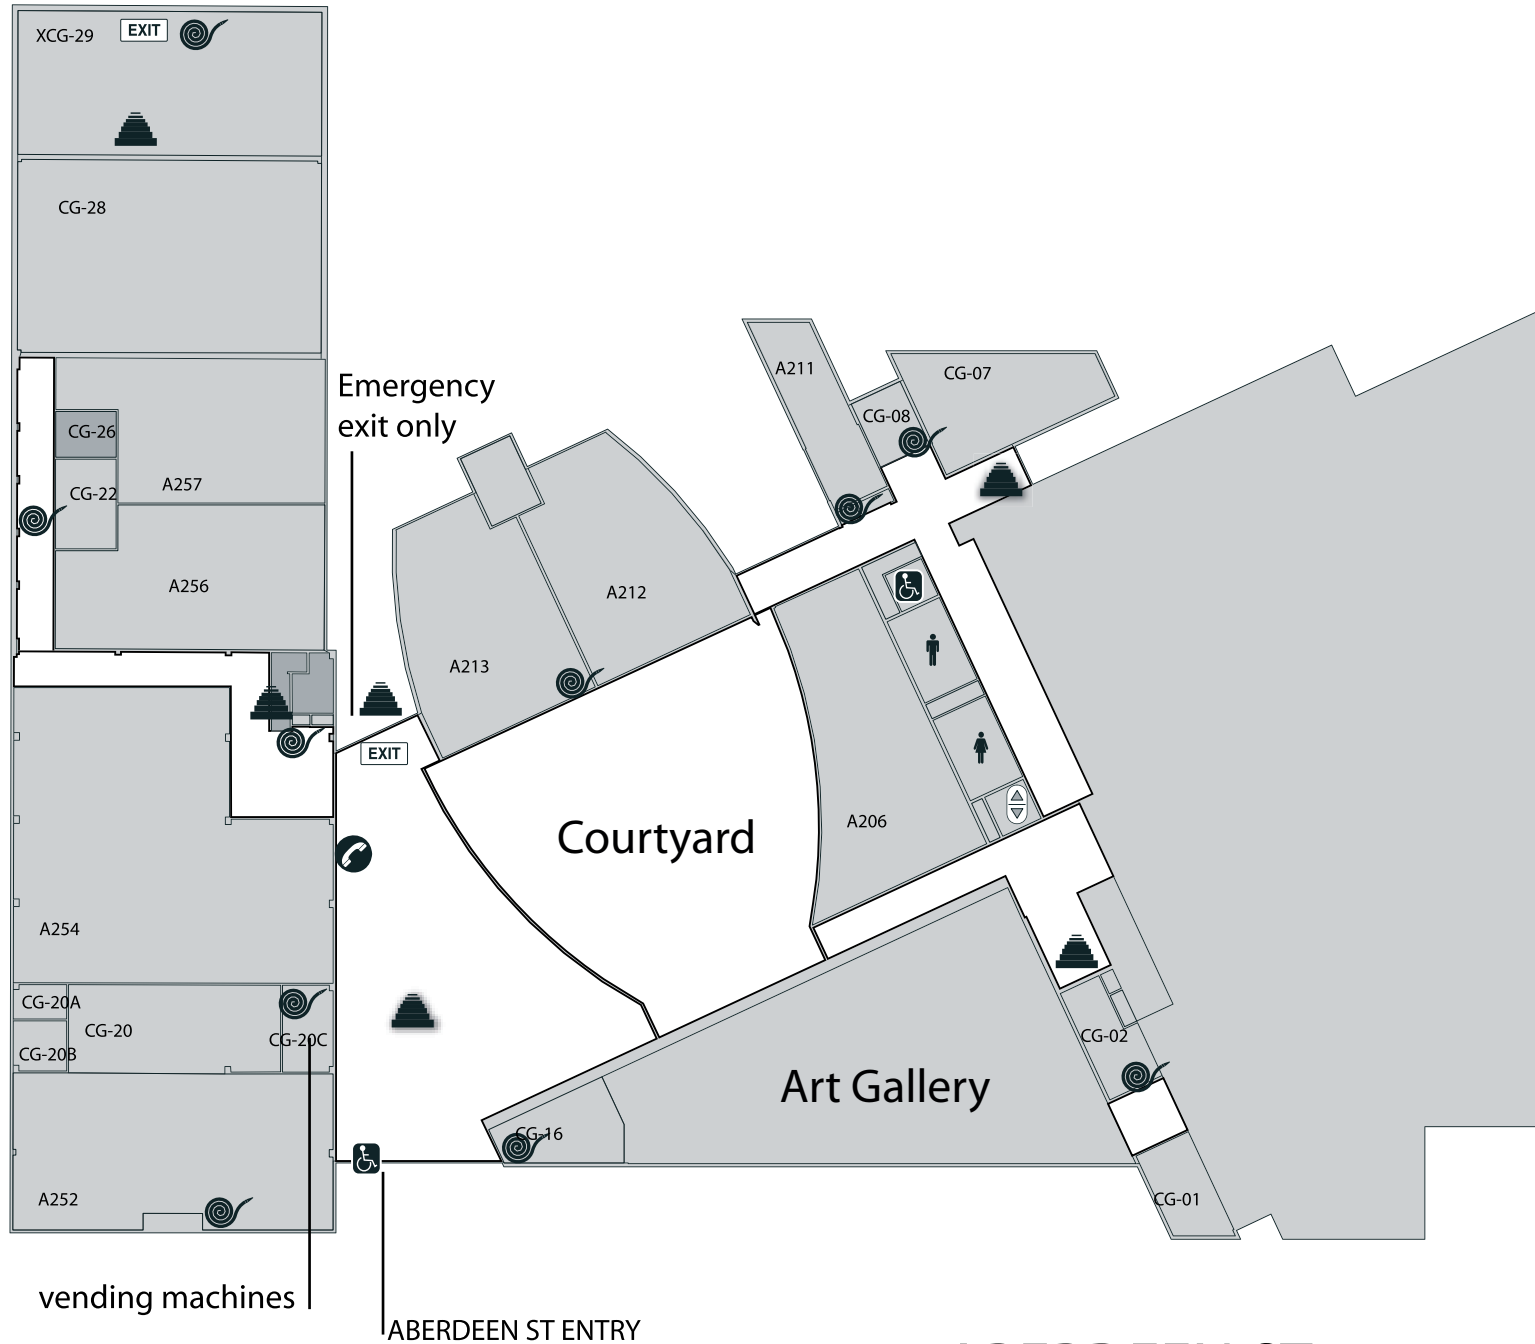 XCG-29
EXIT
CG-28
Emergency
exit only
A211
CG-07
CG-08
CG-26
A257
CG-22
A256
A212
A213
EXIT
Courtyard
A206
A254
CG-20A
CG-20
CG-20B
CG-20C
CG-02
Art Gallery
CG-16
A252
CG-01
vending machines
ABERDEEN ST ENTRY